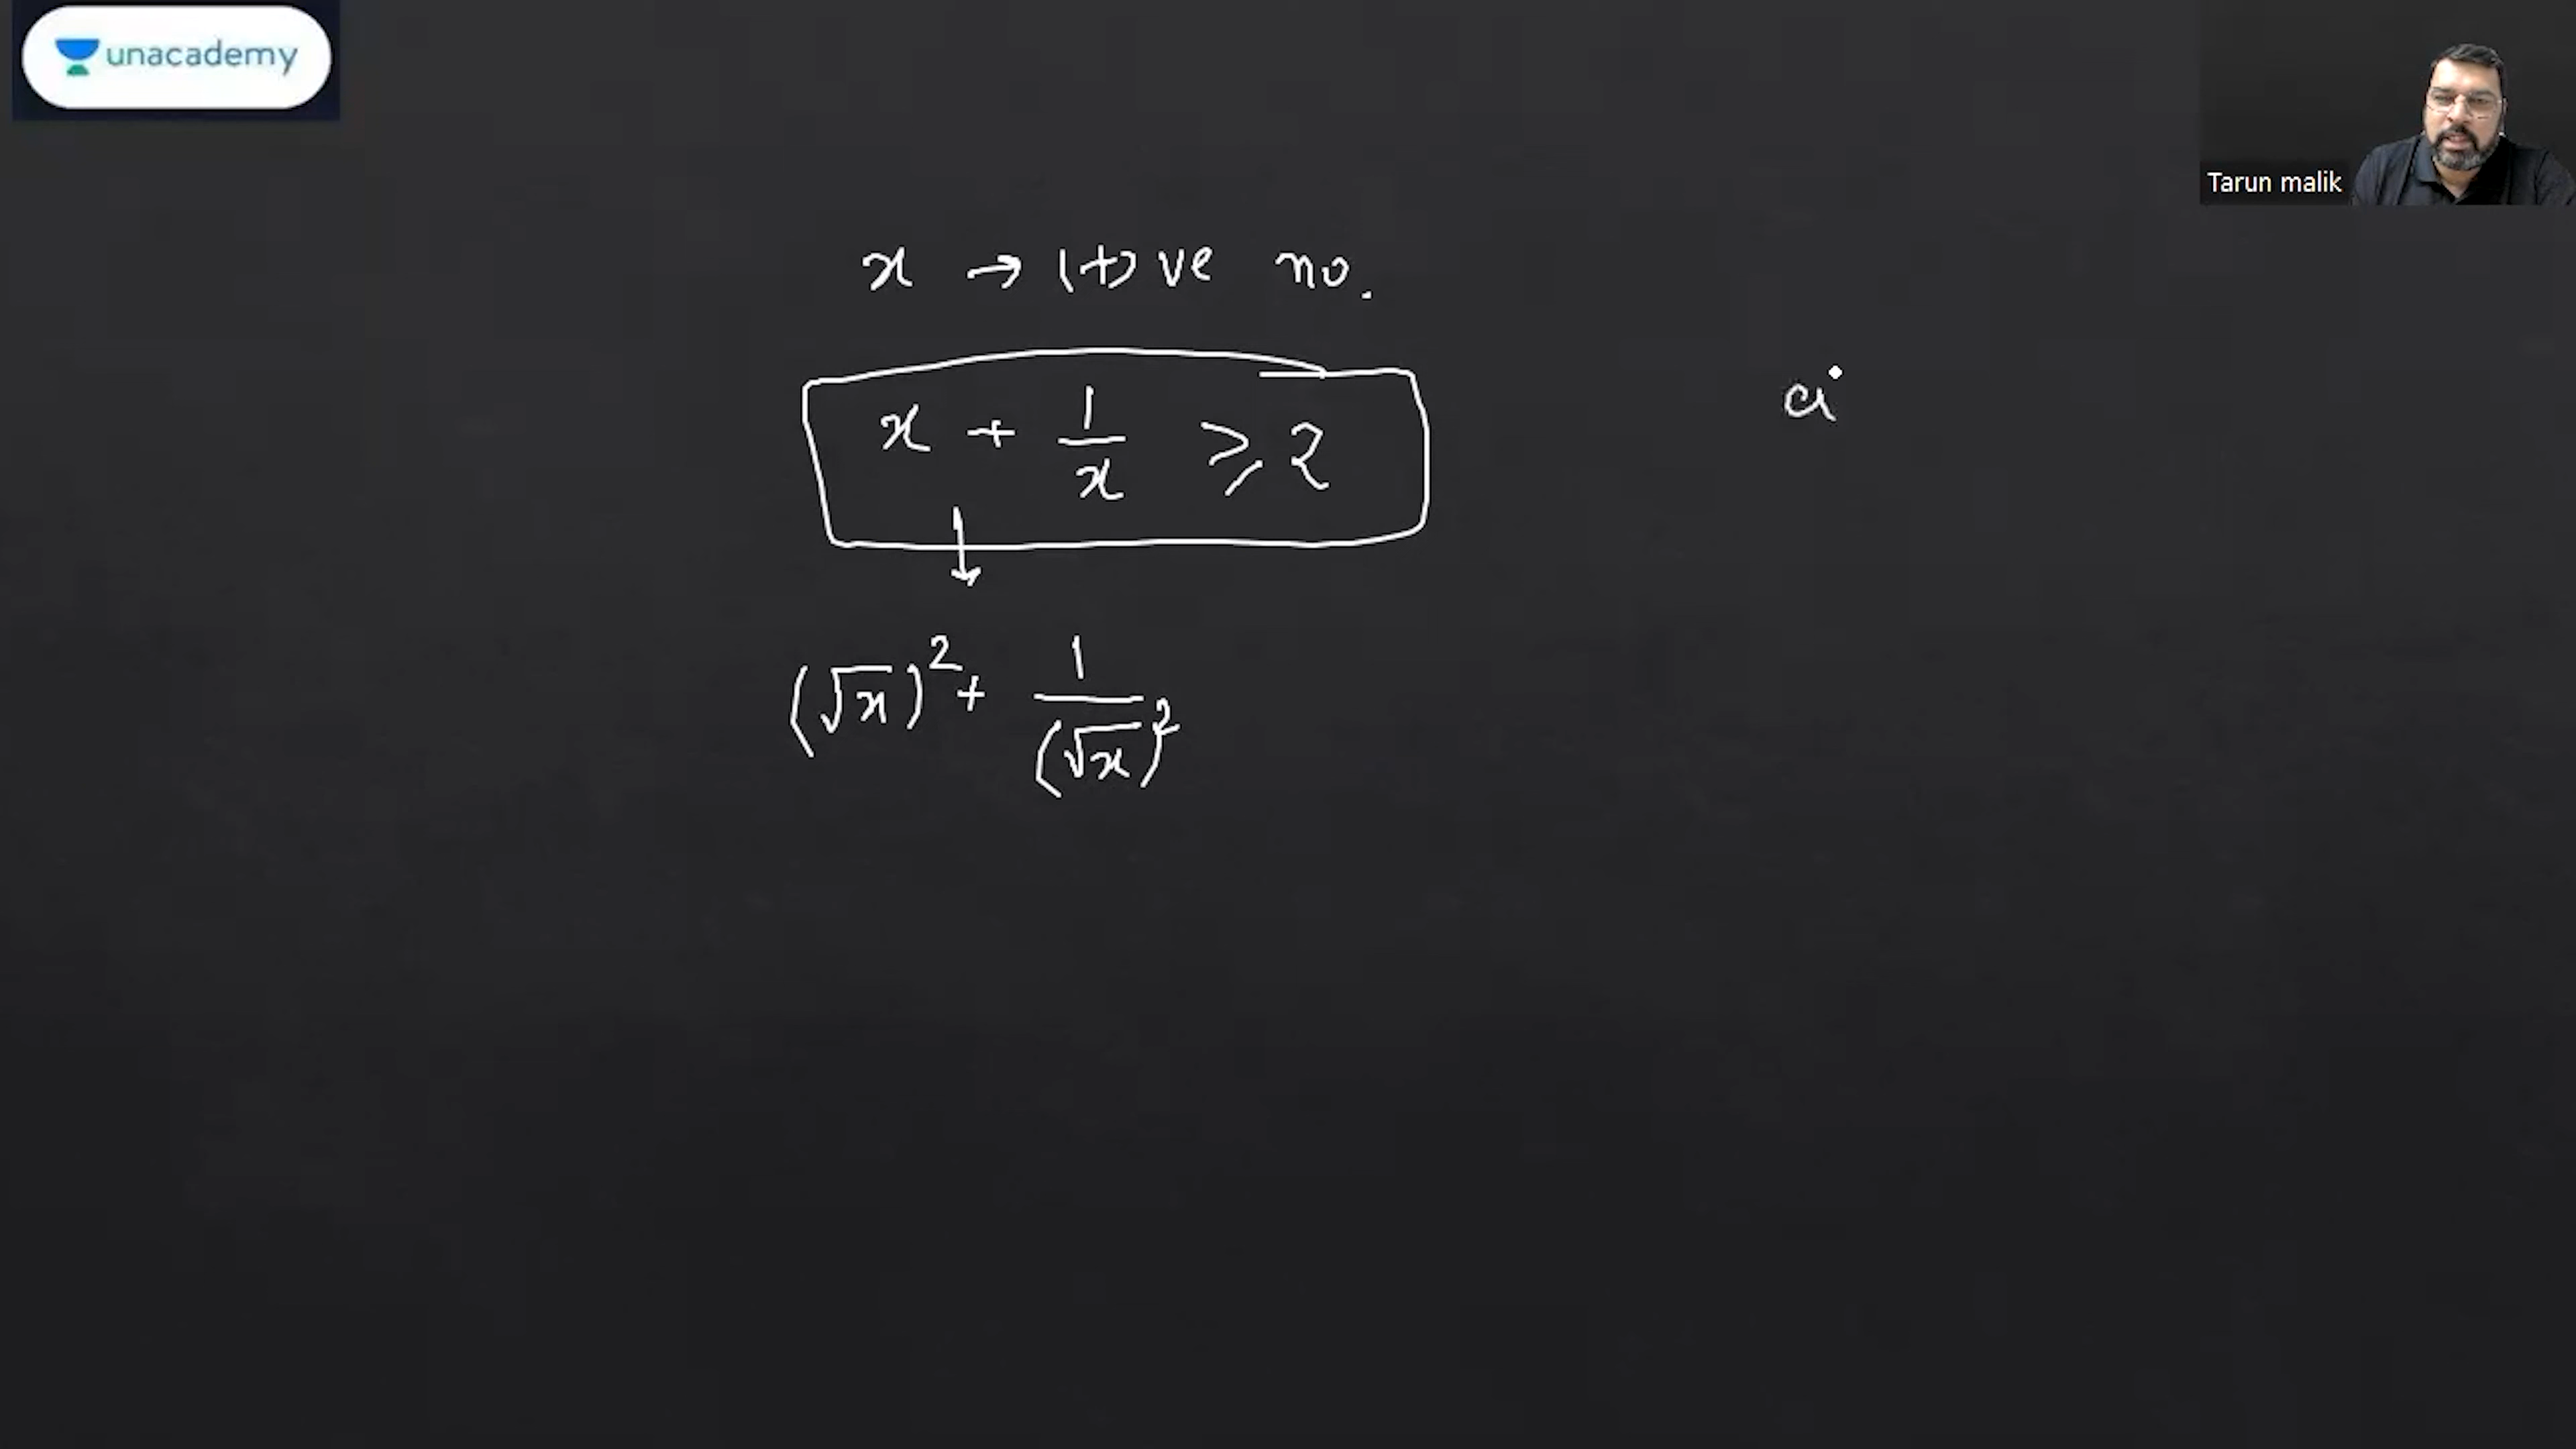 unacademy
Tarun malik
x → (+)ve no.
x + 1/x ⩾ 2
a
↓
(√x)² + 1/(√x)²